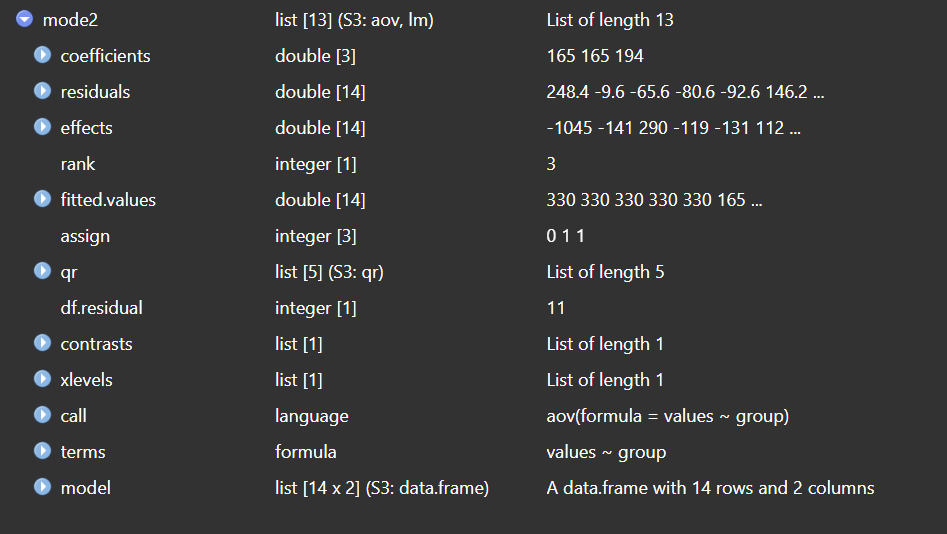 mode2 list [13] (S3: aov, lm) List of length 13
coefficients double [3] 165 165 194
residuals double [14] 248.4 -9.6 -65.6 -80.6 -92.6 146.2 ...
effects double [14] -1045 -141 290 -119 -131 112 ...
rank integer [1] 3
fitted.values double [14] 330 330 330 330 330 165 ...
assign integer [3] 0 1 1
qr list [5] (S3: qr) List of length 5
df.residual integer [1] 11
contrasts list [1] List of length 1
xlevels list [1] List of length 1
call language aov(formula = values ~ group)
terms formula values ~ group
model list [14 x 2] (S3: data.frame) A data.frame with 14 rows and 2 columns